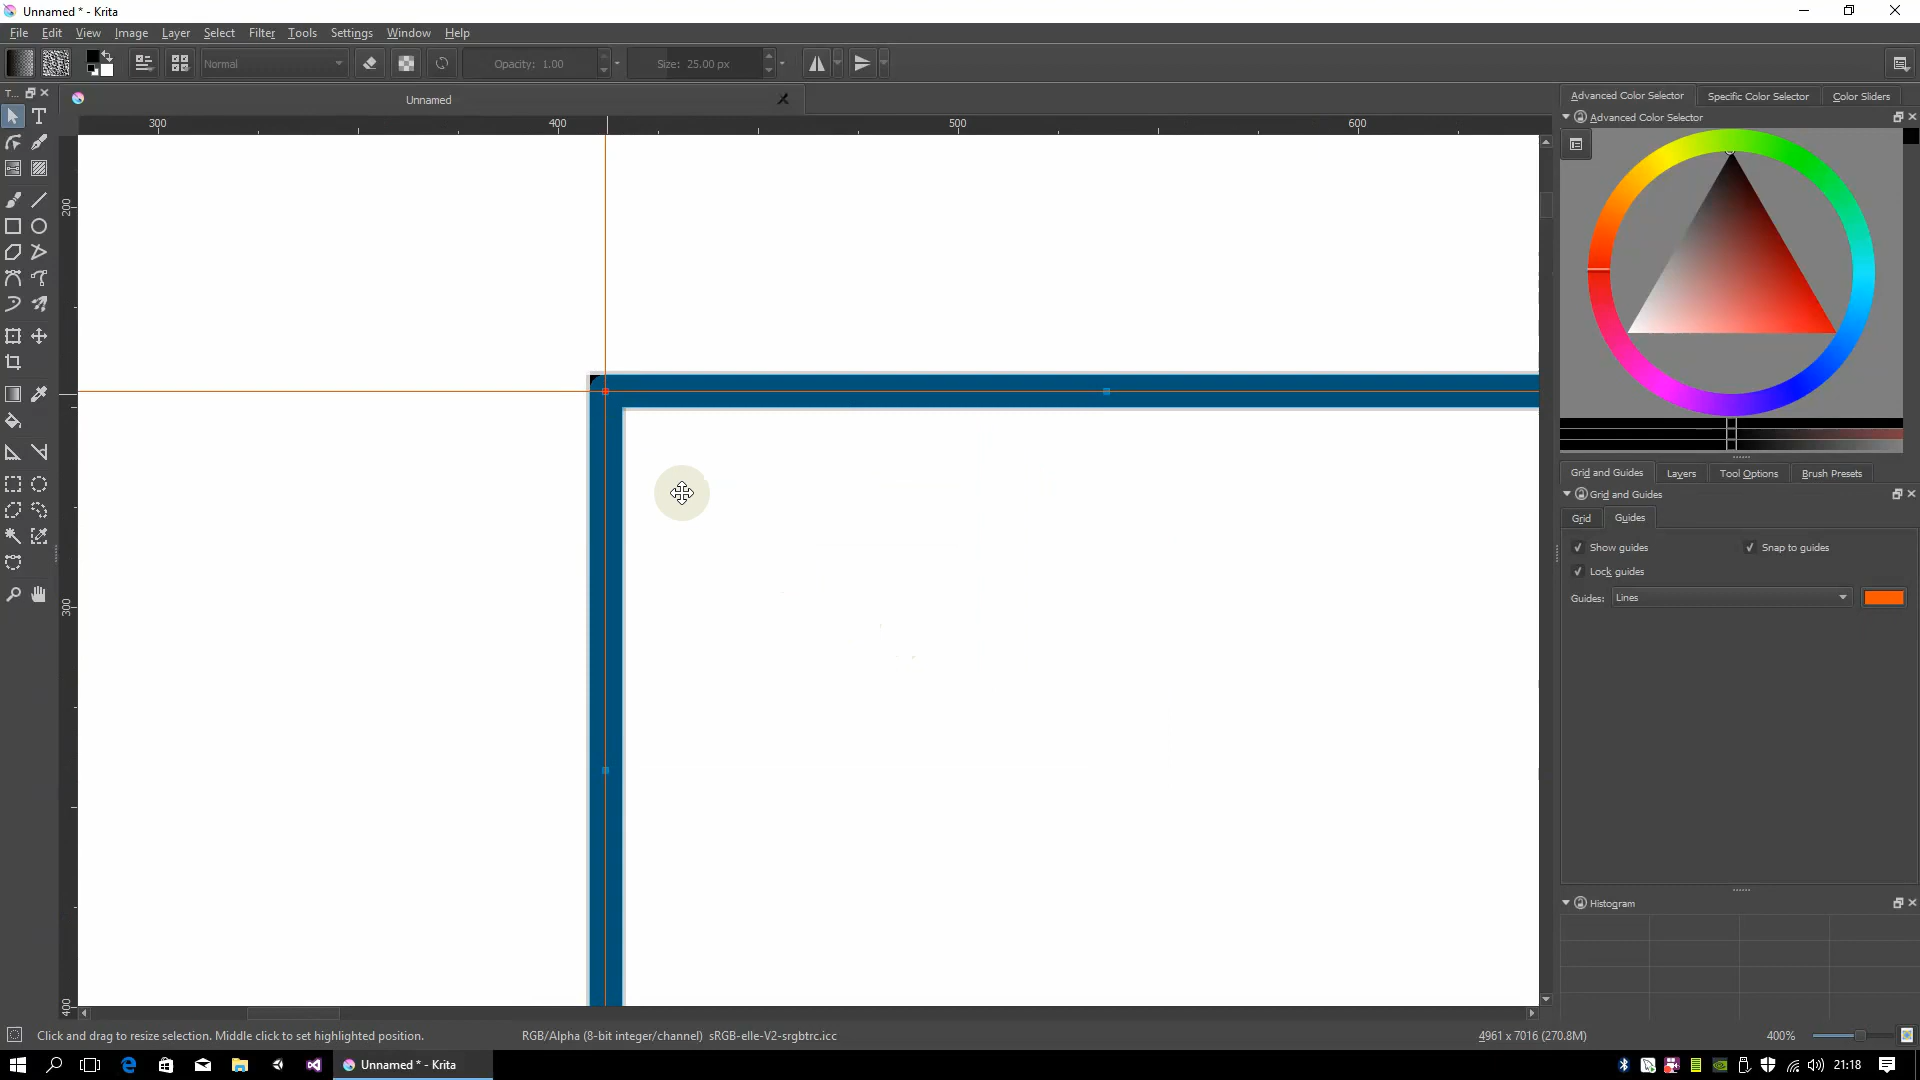 Unnamed * - Krita
File Edit View Image Layer Select Filter Tools Settings Window Help
Normal Opacity: 1.00 Size: 25.00 px
T...
Unnamed
300 400 500 600
200
300
400
Advanced Color Selector Specific Color Selector Color Sliders
Advanced Color Selector
Grid and Guides Layers Tool Options Brush Presets
Grid and Guides
Grid Guides
Show guides Snap to guides
Lock guides
Guides: Lines
Histogram
Click and drag to resize selection. Middle click to set highlighted position. RGB/Alpha (8-bit integer/channel) sRGB-elle-V2-srgbtrc.icc 4961 x 7016 (270.8M) 400%
Unnamed * - Krita 21:18